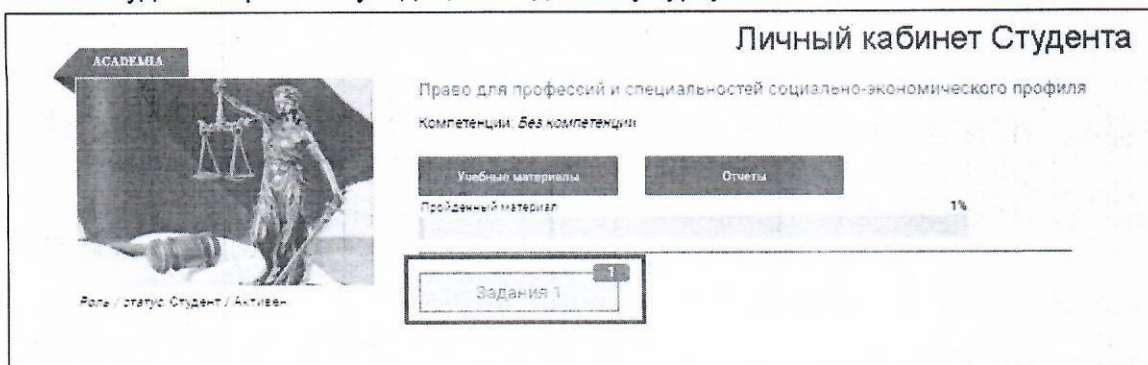 Личный кабинет Студента
ACADEMIA
Право для профессий и специальностей социально-экономического профиля
Компетенции: Без компетенции
Учебные материалы
Отчеты
Пройденный материал
1%
1
Задания 1
Роль / статус: Студент / Активен